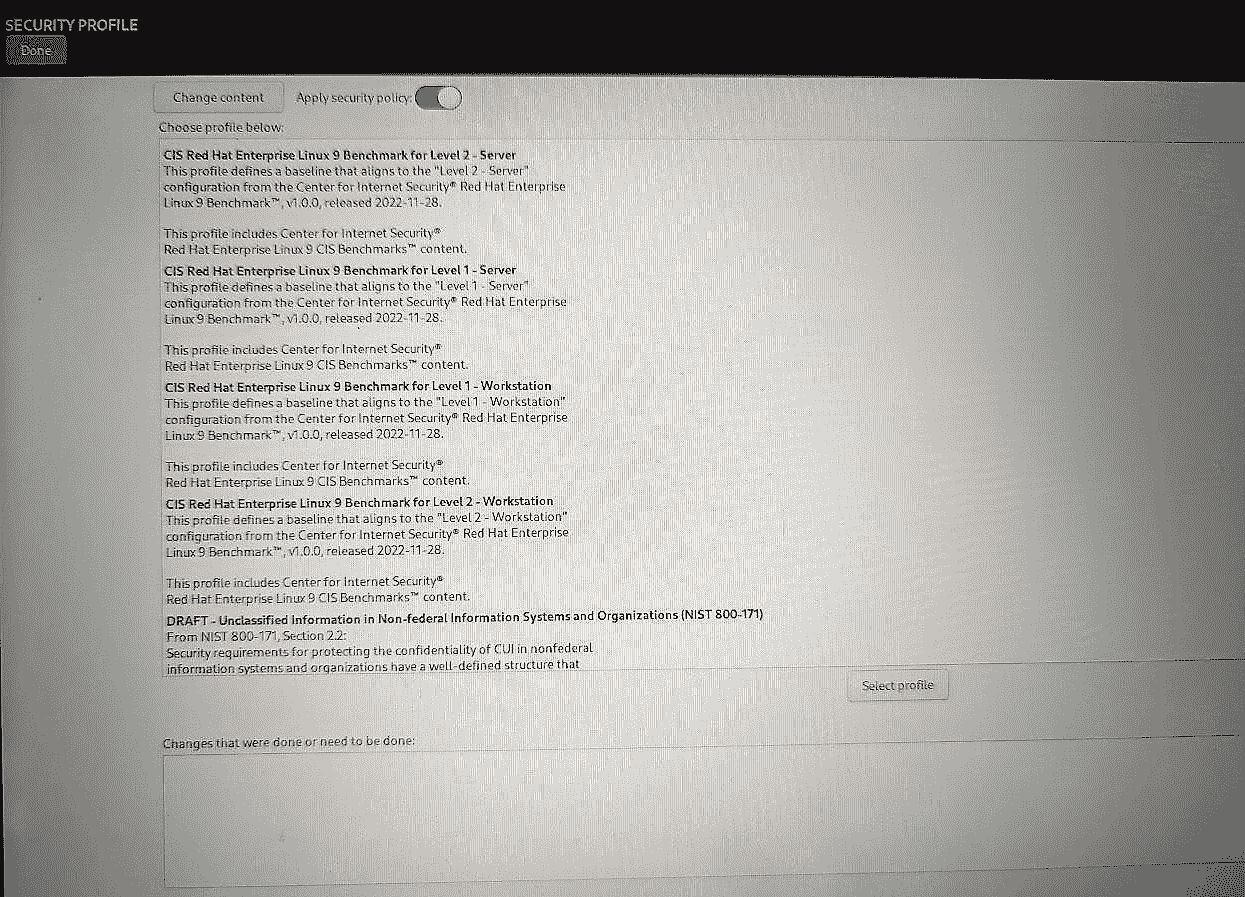 SECURITY PROFILE
Done
Change content
Apply security policy:
Choose profile below:
CIS Red Hat Enterprise Linux 9 Benchmark for Level 2 - Server
This profile defines a baseline that aligns to the "Level 2 - Server"
configuration from the Center for Internet Security® Red Hat Enterprise
Linux 9 Benchmark™, v1.0.0, released 2022-11-28.
This profile includes Center for Internet Security®
Red Hat Enterprise Linux 9 CIS Benchmarks™ content.
CIS Red Hat Enterprise Linux 9 Benchmark for Level 1 - Server
This profile defines a baseline that aligns to the "Level 1 - Server"
configuration from the Center for Internet Security® Red Hat Enterprise
Linux 9 Benchmark™, v1.0.0, released 2022-11-28.
This profile includes Center for Internet Security®
Red Hat Enterprise Linux 9 CIS Benchmarks™ content.
CIS Red Hat Enterprise Linux 9 Benchmark for Level 1 - Workstation
This profile defines a baseline that aligns to the "Level 1 - Workstation"
configuration from the Center for Internet Security® Red Hat Enterprise
Linux 9 Benchmark™, v1.0.0, released 2022-11-28.
This profile includes Center for Internet Security®
Red Hat Enterprise Linux 9 CIS Benchmarks™ content.
CIS Red Hat Enterprise Linux 9 Benchmark for Level 2 - Workstation
This profile defines a baseline that aligns to the "Level 2 - Workstation"
configuration from the Center for Internet Security® Red Hat Enterprise
Linux 9 Benchmark™, v1.0.0, released 2022-11-28.
This profile includes Center for Internet Security®
Red Hat Enterprise Linux 9 CIS Benchmarks™ content.
DRAFT - Unclassified Information in Non-federal Information Systems and Organizations (NIST 800-171)
From NIST 800-171, Section 2.2:
Security requirements for protecting the confidentiality of CUI in nonfederal
information systems and organizations have a well-defined structure that
Select profile
Changes that were done or need to be done: